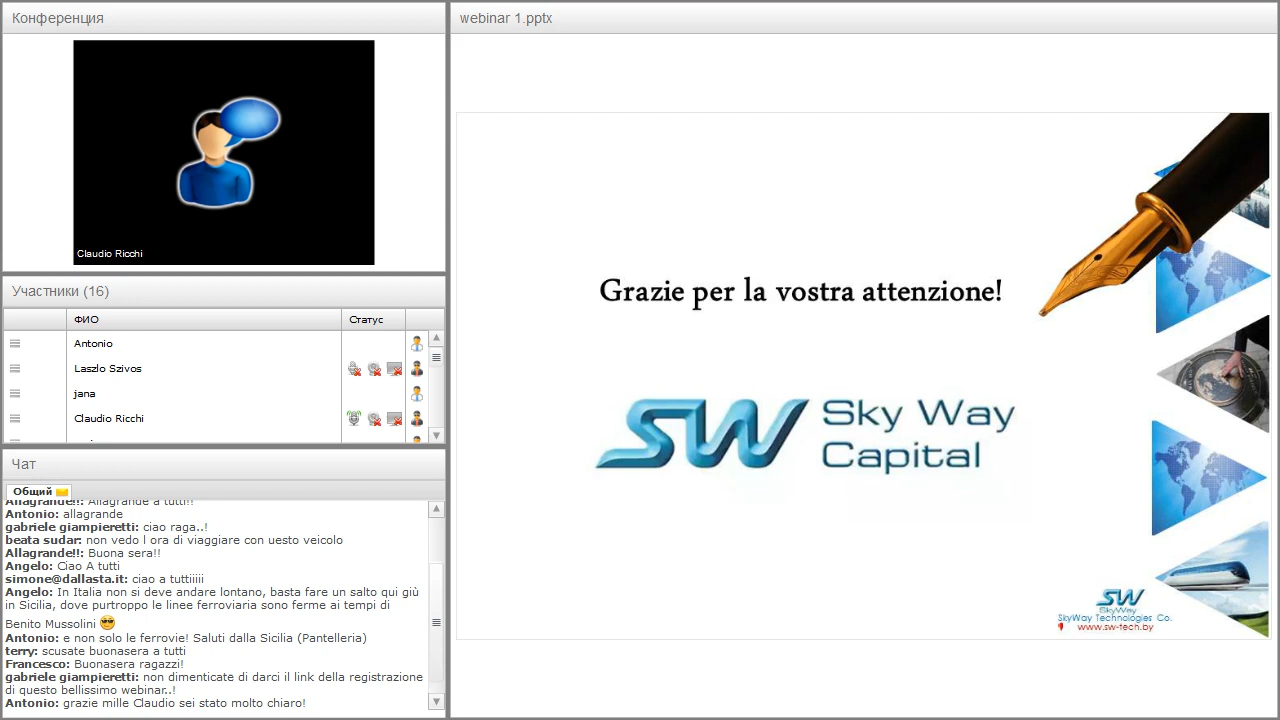 Конференция
Claudio Ricchi
Участники (16)
ФИО
Статус
Antonio
Laszlo Szivos
jana
Claudio Ricchi
Чат
Общий
Allagrande!!: Allagrande a tutti!!
Antonio: allagrande
gabriele giampieretti: ciao raga..!
beata sudar: non vedo l ora di viaggiare con uesto veicolo
Allagrande!!: Buona sera!!
Angelo: Ciao A tutti
simone@dallasta.it: ciao a tuttiiiii
Angelo: In Italia non si deve andare lontano, basta fare un salto qui giù
in Sicilia, dove purtroppo le linee ferroviaria sono ferme ai tempi di
Benito Mussolini
Antonio: e non solo le ferrovie! Saluti dalla Sicilia (Pantelleria)
terry: scusate buonasera a tutti
Francesco: Buonasera ragazzi!
gabriele giampieretti: non dimenticate di darci il link della registrazione
di questo bellissimo webinar..!
Antonio: grazie mille Claudio sei stato molto chiaro!
webinar 1.pptx
Grazie per la vostra attenzione!
SW Sky Way
Capital
SW
SkyWay
SkyWay Technologies Co.
www.sw-tech.by